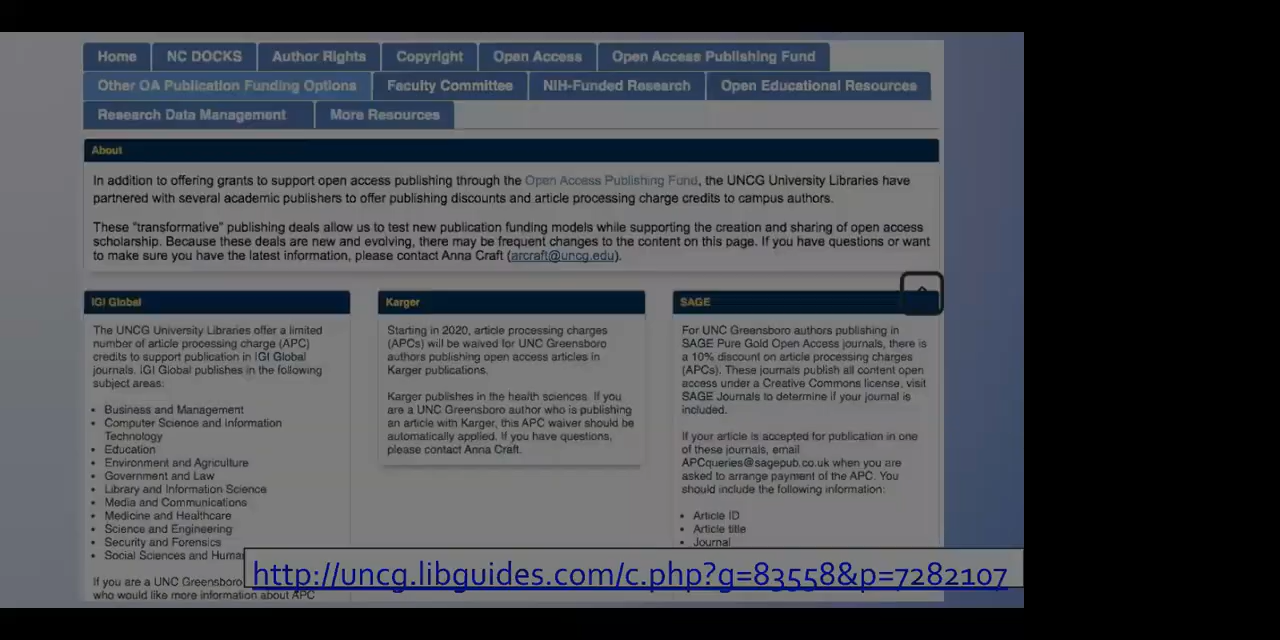 Home NC DOCKS Author Rights Copyright Open Access Open Access Publishing Fund
Other OA Publication Funding Options Faculty Committee NIH-Funded Research Open Educational Resources
Research Data Management More Resources
About
In addition to offering grants to support open access publishing through the Open Access Publishing Fund, the UNCG University Libraries have
partnered with several academic publishers to offer publishing discounts and article processing charge credits to campus authors.
These "transformative" publishing deals allow us to test new publication funding models while supporting the creation and sharing of open access
scholarship. Because these deals are new and evolving, there may be frequent changes to the content on this page. If you have questions or want
to make sure you have the latest information, please contact Anna Craft (arcraft@uncg.edu).
IGI Global
The UNCG University Libraries offer a limited
number of article processing charge (APC)
credits to support publication in IGI Global
journals. IGI Global publishes in the following
subject areas:
• Business and Management
• Computer Science and Information
Technology
• Education
• Environment and Agriculture
• Government and Law
• Library and Information Science
• Media and Communications
• Medicine and Healthcare
• Science and Engineering
• Security and Forensics
• Social Sciences and
If you are a UNC Greensboro
who would like more information about APC
Karger
Starting in 2020, article processing charges
(APCs) will be waived for UNC Greensboro
authors publishing open access articles in
Karger publications.
Karger publishes in the health sciences. If you
are a UNC Greensboro author who is publishing
an article with Karger, this APC waiver should be
automatically applied. If you have questions,
please contact Anna Craft.
SAGE
For UNC Greensboro authors publishing in
SAGE Pure Gold Open Access journals, there
is a 10% discount on article processing charges
(APCs). These journals publish all content open
access under a Creative Commons license, visit
SAGE Journals to determine if your journal is
included.
If your article is accepted for publication in one
of these journals, email
APCqueries@sagepub.co.uk when you are
asked to arrange payment of the APC. You
should include the following information:
• Article ID
• Article title
• Journal
http://uncg.libguides.com/c.php?g=83558&p=7282107